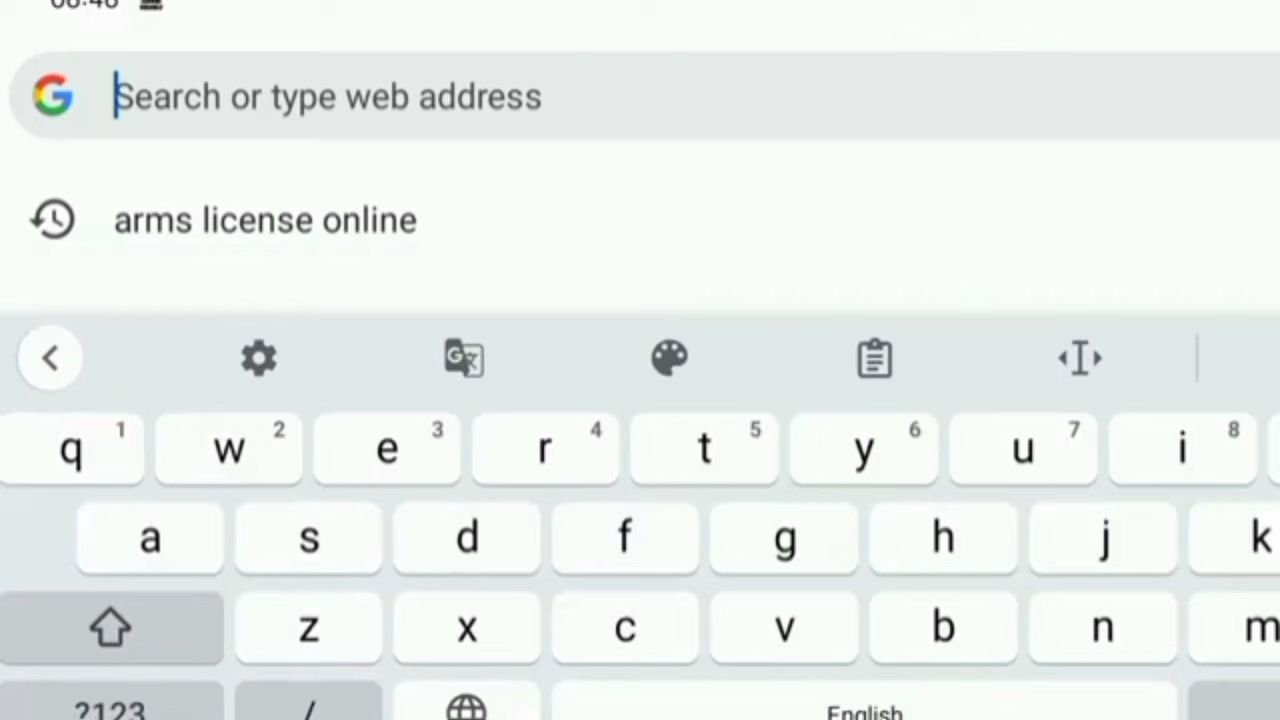 08:48
Search or type web address
arms license online
q 1 w 2 e 3 r 4 t 5 y 6 u 7 i 8
a s d f g h j k
z x c v b n m
?123 / English